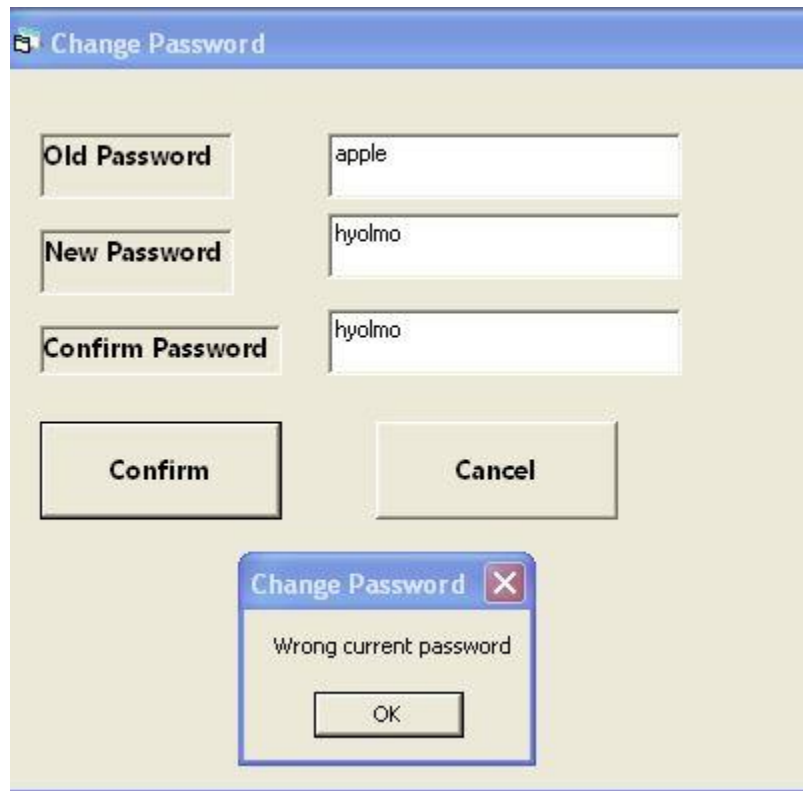 Change Password
Old Password
apple
New Password
hyolmo
Confirm Password
hyolmo
Confirm
Cancel
Change Password
Wrong current password
OK